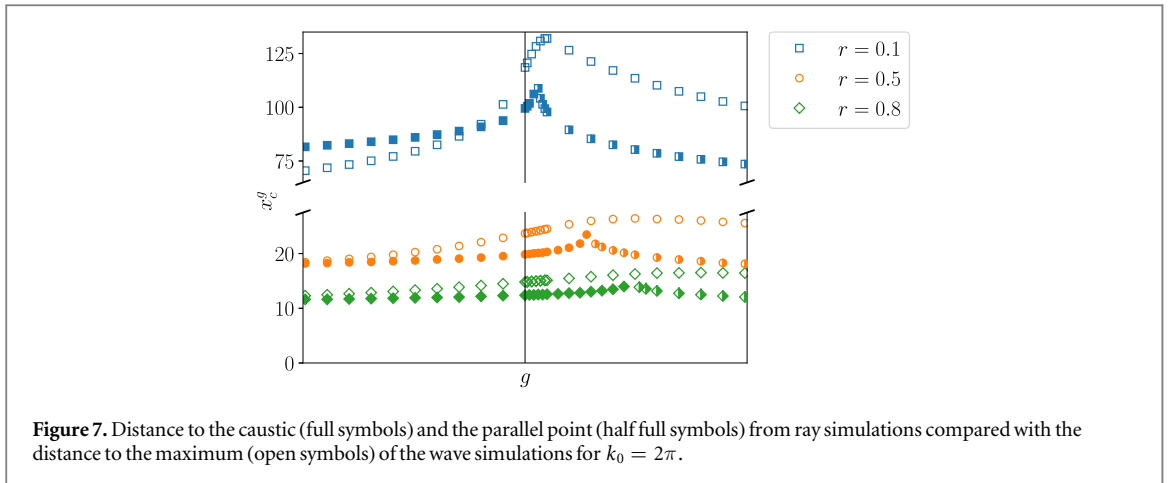 125
100
75
20
10
0
x_c^g
g
r = 0.1
r = 0.5
r = 0.8
Figure 7. Distance to the caustic (full symbols) and the parallel point (half full symbols) from ray simulations compared with the
distance to the maximum (open symbols) of the wave simulations for k₀ = 2π.